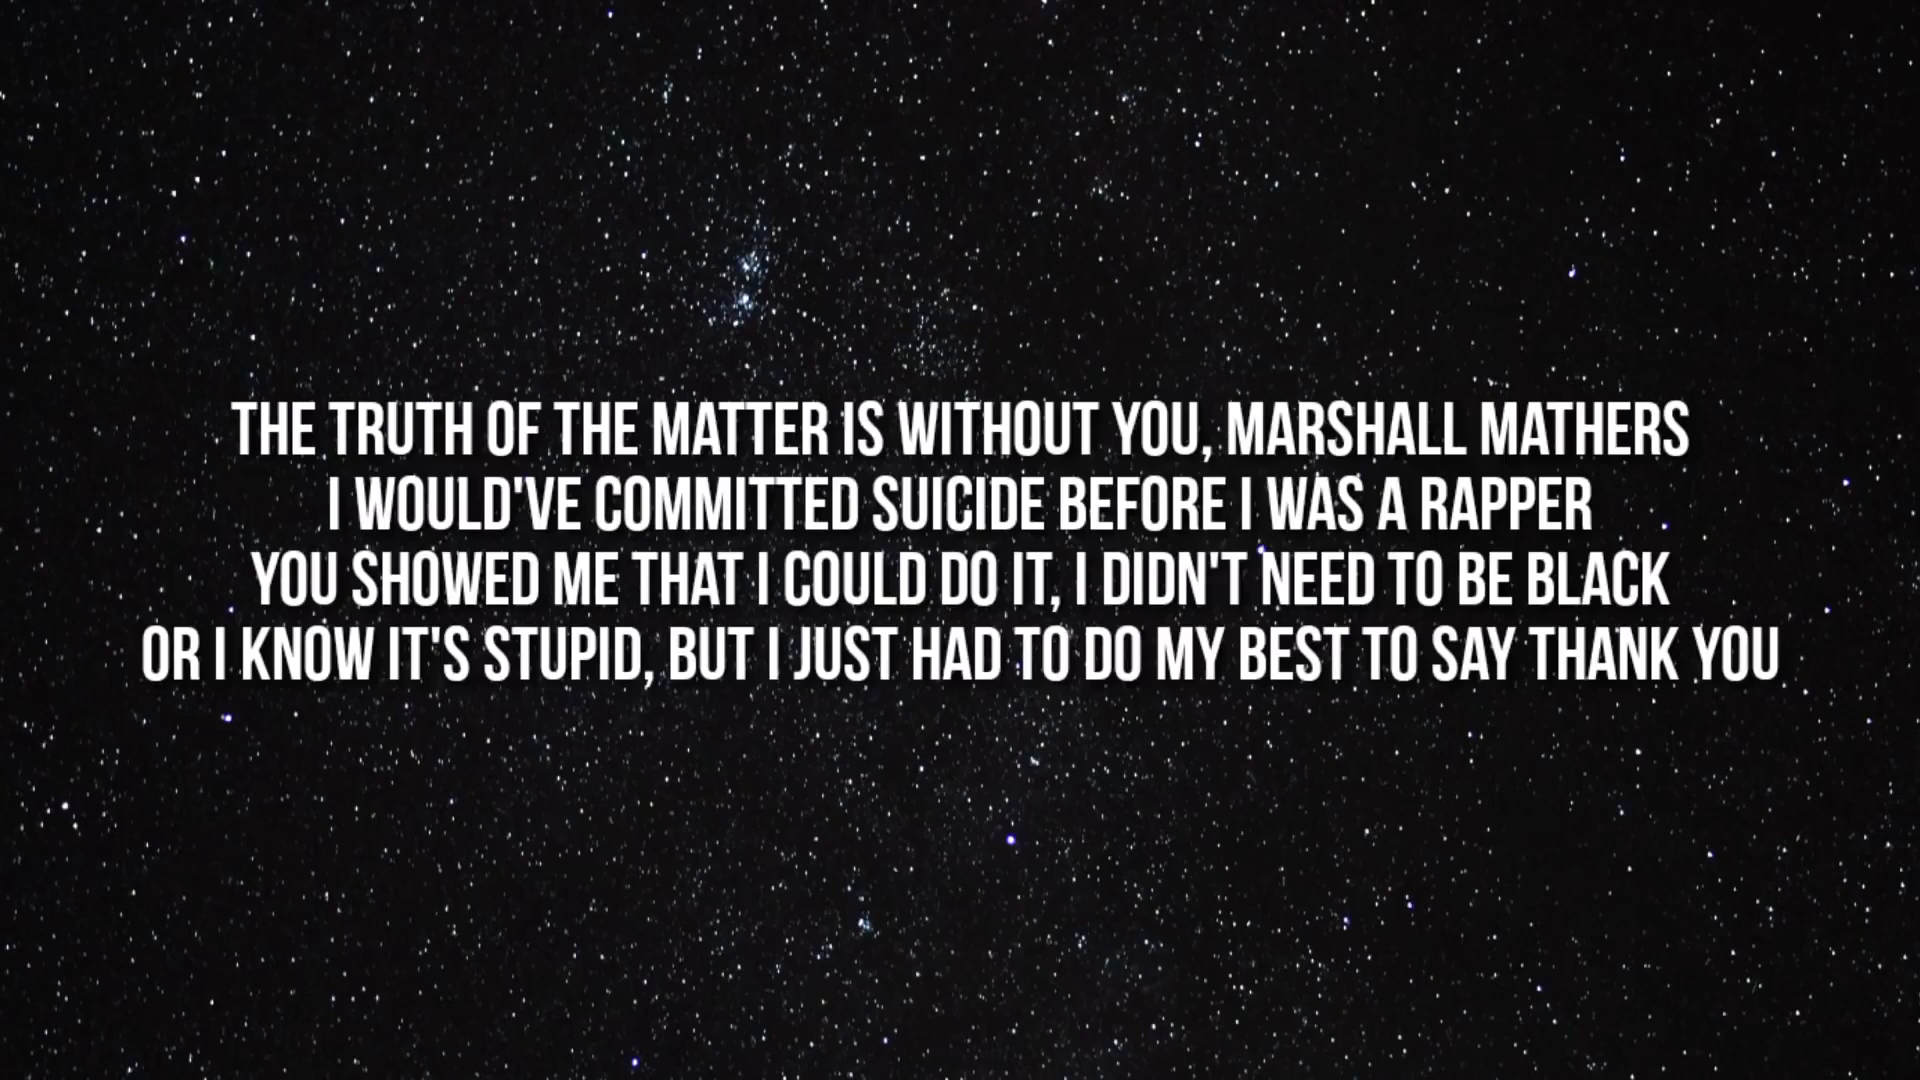 THE TRUTH OF THE MATTER IS WITHOUT YOU, MARSHALL MATHERS
I WOULD'VE COMMITTED SUICIDE BEFORE I WAS A RAPPER
YOU SHOWED ME THAT I COULD DO IT, I DIDN'T NEED TO BE BLACK
OR I KNOW IT'S STUPID, BUT I JUST HAD TO DO MY BEST TO SAY THANK YOU